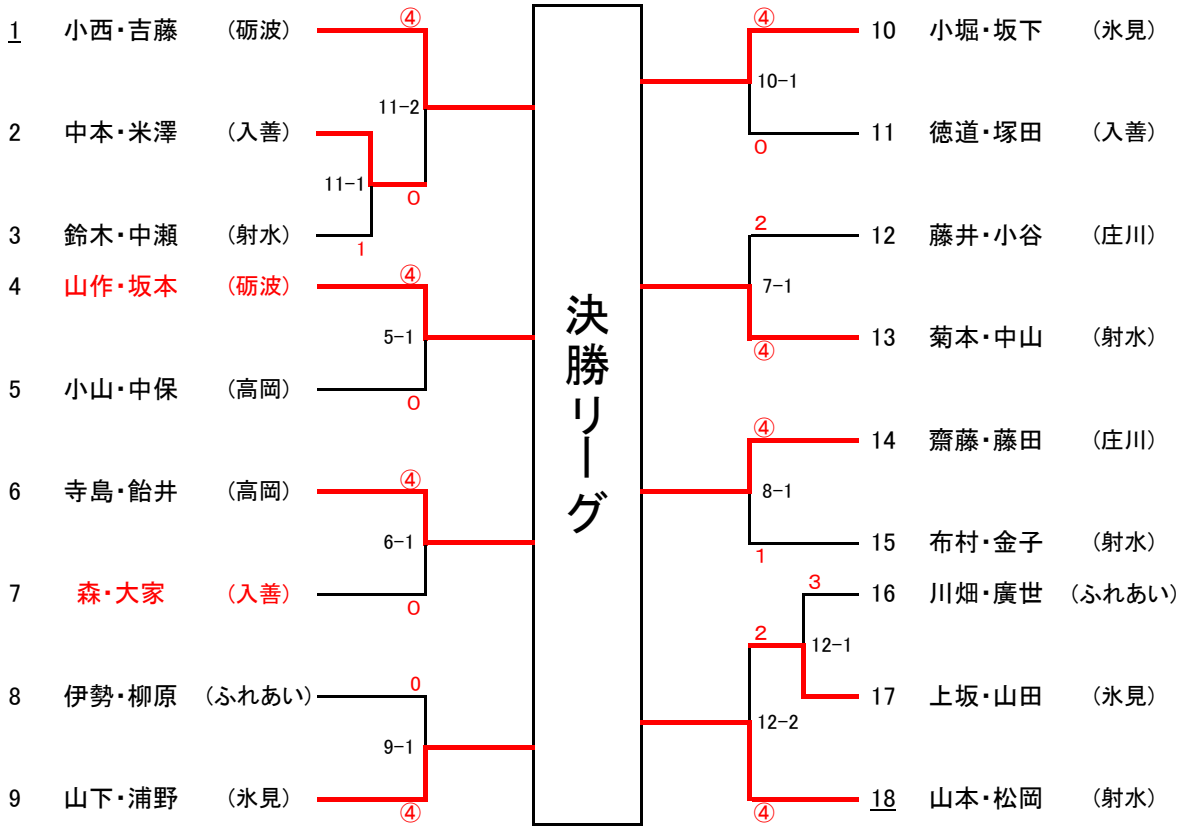 1 小西・吉藤 (砺波) ④
11-2
2 中本・米澤 (入善)
11-1
0
3 鈴木・中瀬 (射水) 1
4 山作・坂本 (砺波) ④
5-1
5 小山・中保 (高岡) 0
6 寺島・飴井 (高岡) ④
6-1
7 森・大家 (入善) 0
8 伊勢・柳原 (ふれあい) 0
9-1
9 山下・浦野 (氷見) ④
決勝リーグ
④ 10 小堀・坂下 (氷見)
10-1
0 11 徳道・塚田 (入善)
2 12 藤井・小谷 (庄川)
7-1
④ 13 菊本・中山 (射水)
④ 14 齋藤・藤田 (庄川)
8-1
1 15 布村・金子 (射水)
3 16 川畑・廣世 (ふれあい)
2
12-1
17 上坂・山田 (氷見)
12-2
④ 18 山本・松岡 (射水)